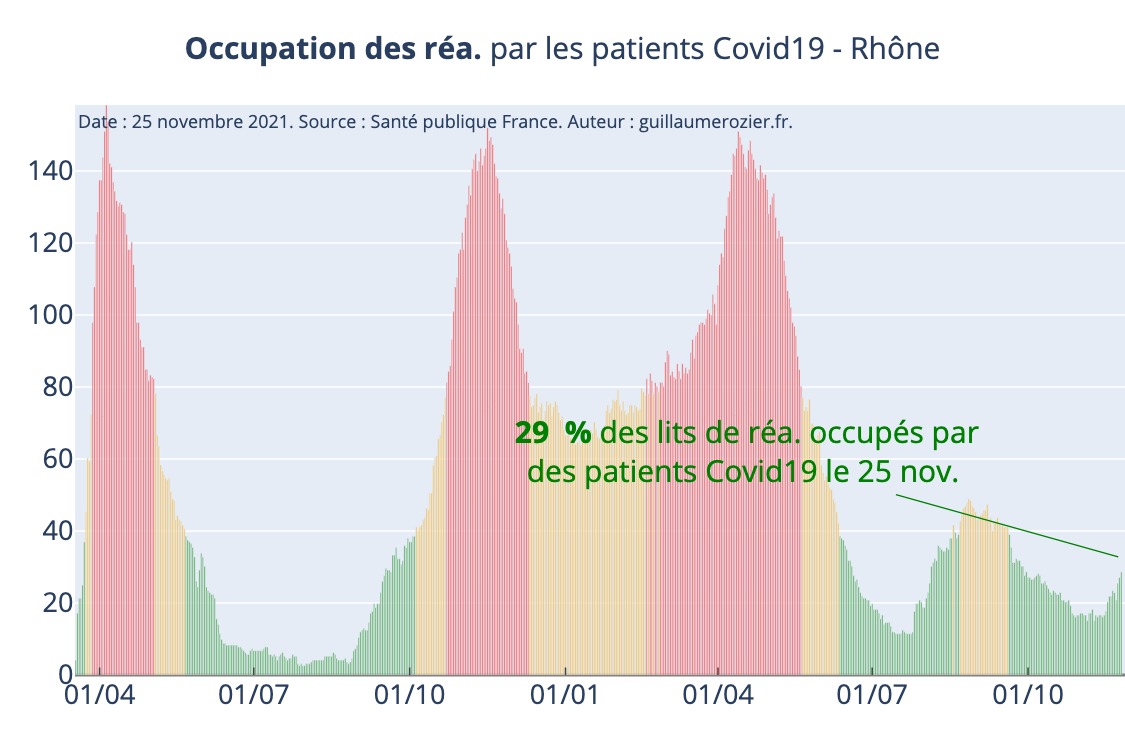 Occupation des réa. par les patients Covid19 - Rhône
Date : 25 novembre 2021. Source : Santé publique France. Auteur : guillaumerozier.fr.
140
120
100
80
29 % des lits de réa. occupés par
des patients Covid19 le 25 nov.
60
40
20
0
01/04 01/07 01/10 01/01 01/04 01/07 01/10